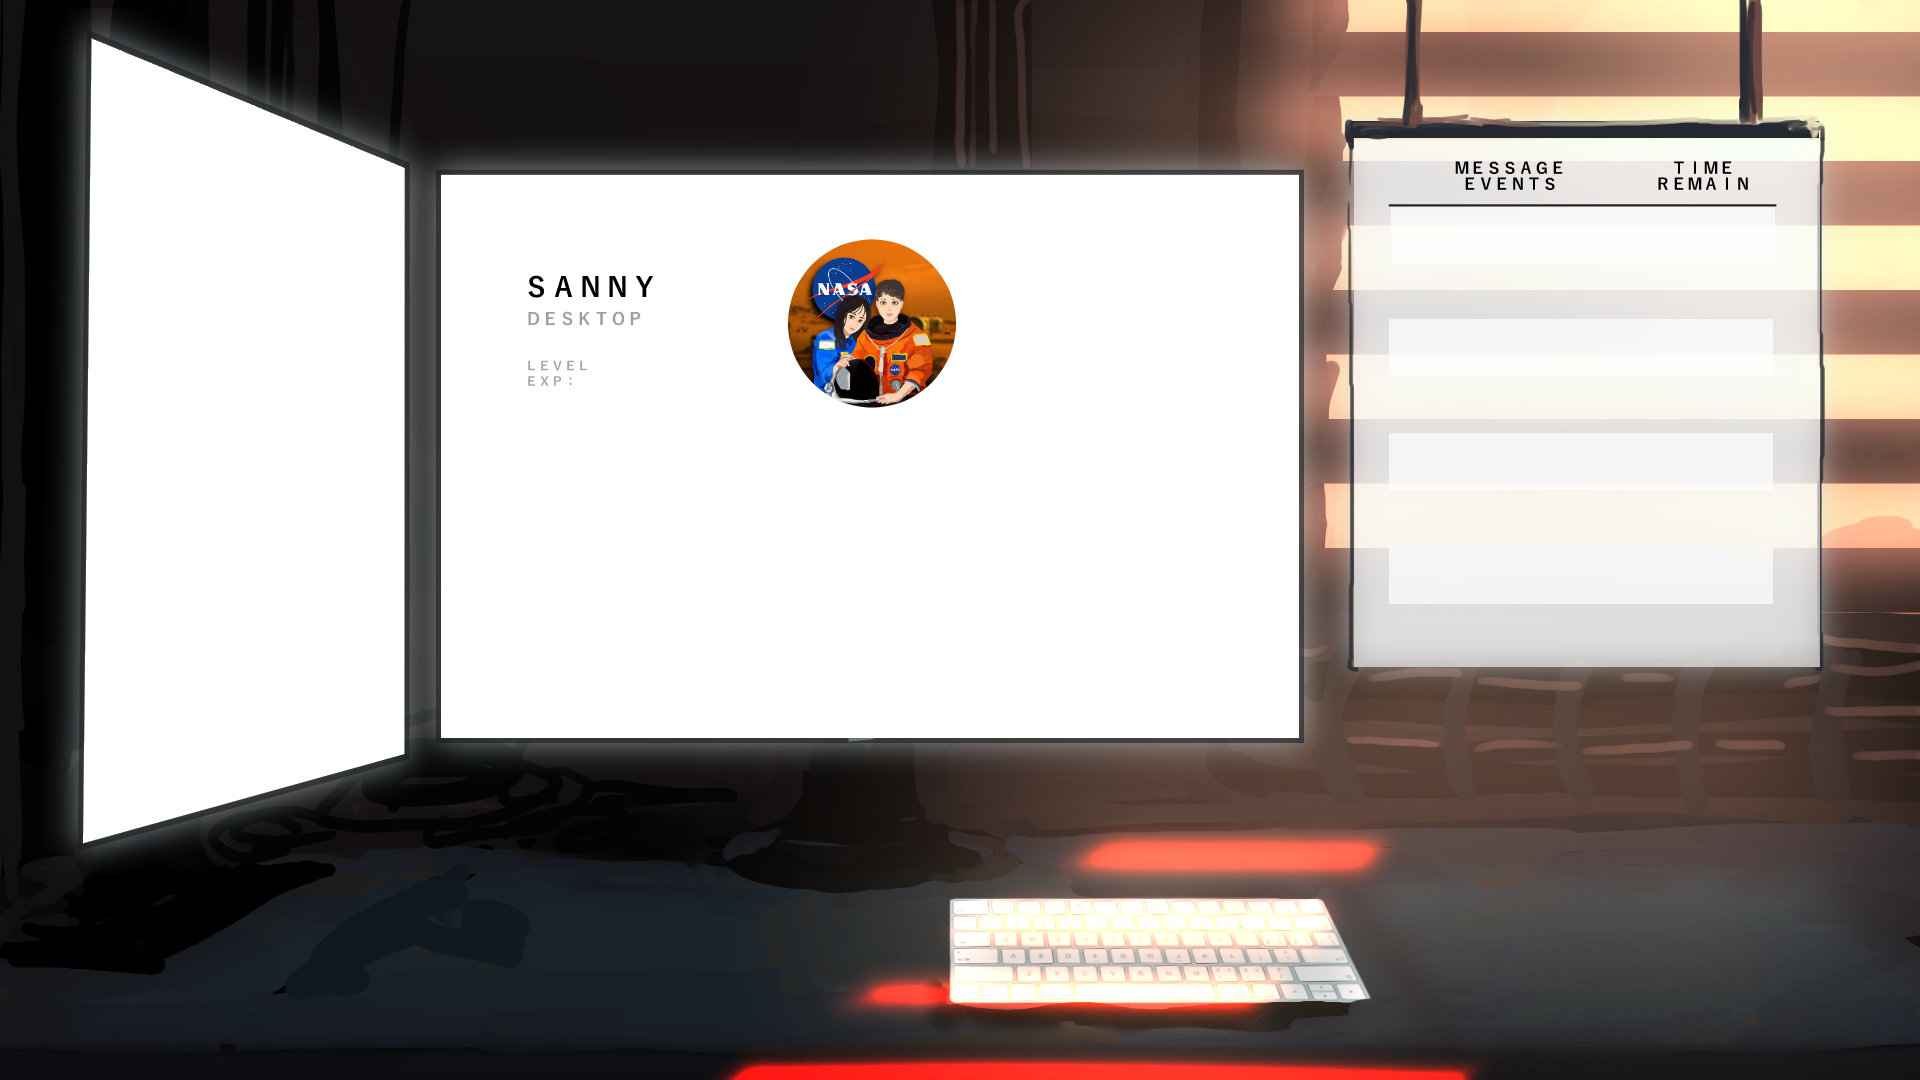 SANNY
DESKTOP
LEVEL
EXP:
NASA
MESSAGE
EVENTS
TIME
REMAIN